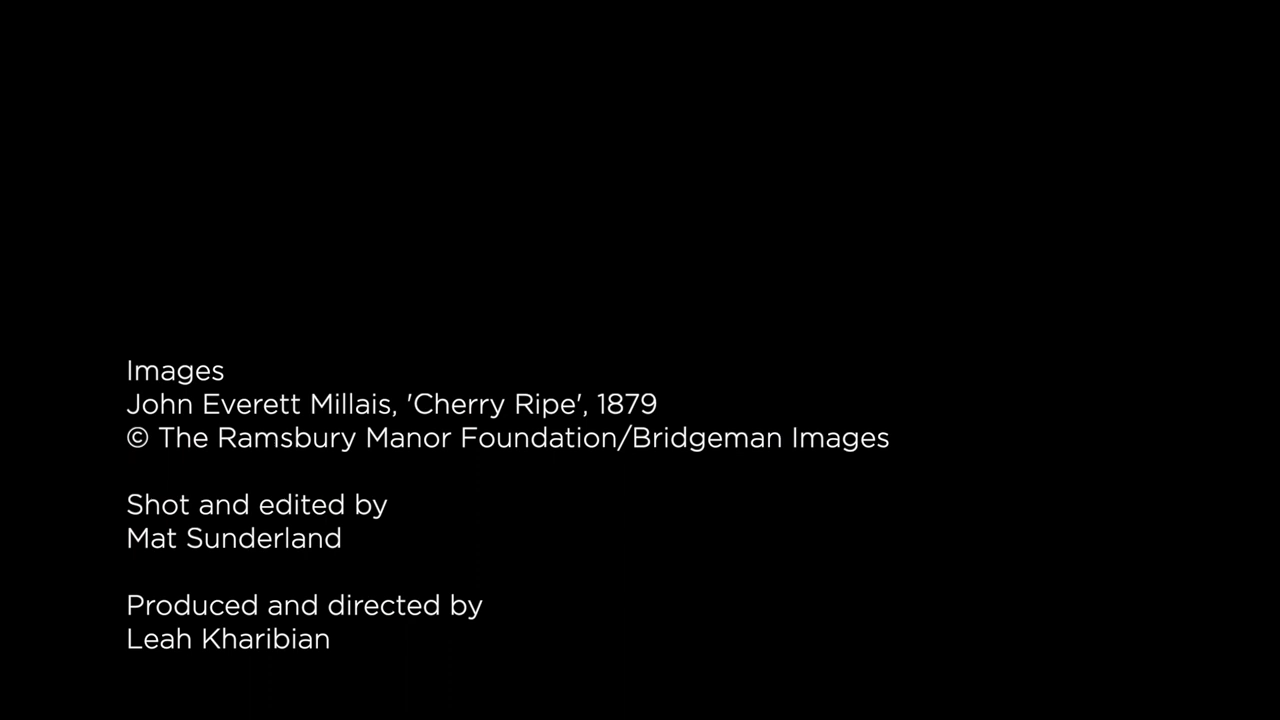 Images
John Everett Millais, 'Cherry Ripe', 1879
© The Ramsbury Manor Foundation/Bridgeman Images
Shot and edited by
Mat Sunderland
Produced and directed by
Leah Kharibian